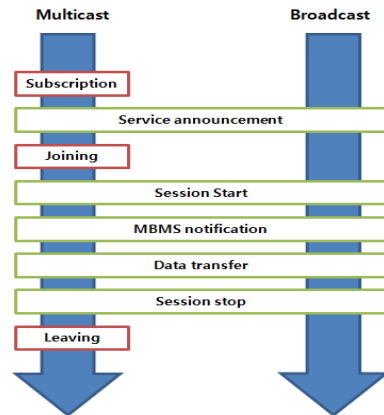 Multicast Broadcast
Subscription
Service announcement
Joining
Session Start
MBMS notification
Data transfer
Session stop
Leaving